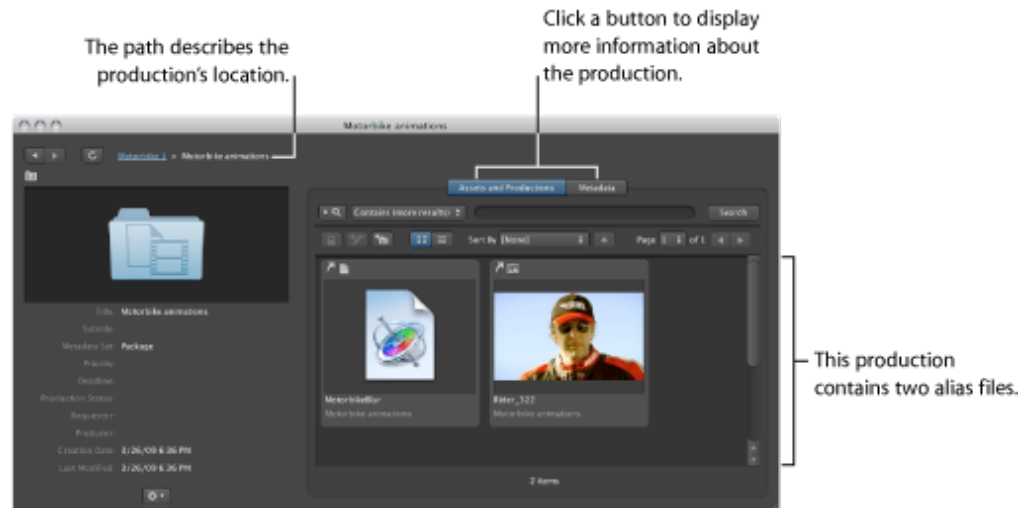 Click a button to display
more information about
the production.
The path describes the
production's location.
Motorbike animations
Motorbike 1 > Motorbike animations
Assets and Productions
Metadata
Contains (more results)
Search
Sort By [None]
Page 1 of 1
MotorbikeBlur
Motorbike animations
Rider_322
Motorbike animations
2 items
Title: Motorbike animations
Subtitle:
Metadata Set: Package
Priority:
Deadline:
Production Status:
Requester:
Producer:
Creation Date: 3/26/09 6:36 PM
Last Modified: 3/26/09 6:36 PM
This production
contains two alias files.